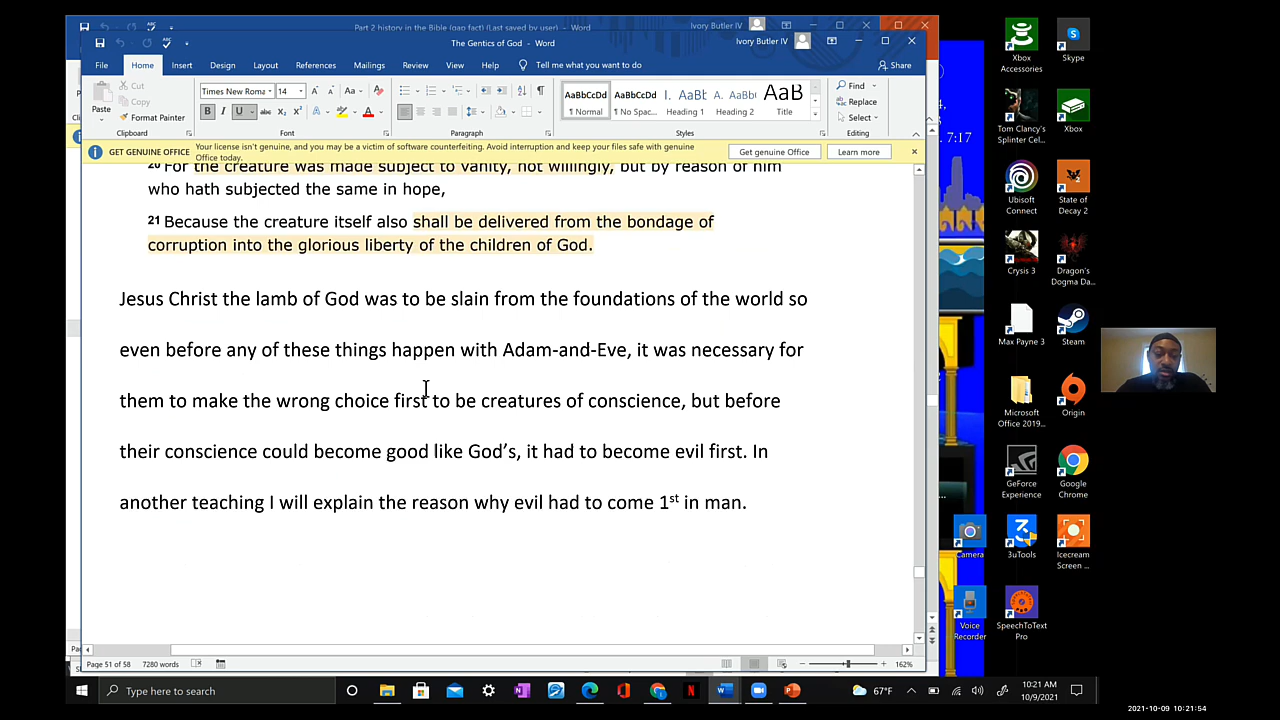 Part 2 history in the Bible (gap fact) (Last saved by user) - Word
Ivory Butler IV
The Gentics of God - Word
Ivory Butler IV
File Home Insert Design Layout References Mailings Review View Help Tell me what you want to do Share
Cut
Copy
Paste
Format Painter
Clipboard
Times New Roma
14
Aa
B I U abc X₂ X²
Font
Paragraph
AaBbCcDd AaBbCcDd I. AaBb( 1.1. AaBb AaB
¶ Normal ¶ No Spac... Heading 1 Heading 2 Title
Styles
Find
Replace
Select
Editing
GET GENUINE OFFICE Your license isn't genuine, and you may be a victim of software counterfeiting. Avoid interruption and keep your files safe with genuine
Office today.
Get genuine Office
Learn more
7:17
20 For the creature was made subject to vanity, not willingly, but by reason of him
who hath subjected the same in hope,
21 Because the creature itself also shall be delivered from the bondage of
corruption into the glorious liberty of the children of God.
Jesus Christ the lamb of God was to be slain from the foundations of the world so
even before any of these things happen with Adam-and-Eve, it was necessary for
them to make the wrong choice first to be creatures of conscience, but before
their conscience could become good like God’s, it had to become evil first. In
another teaching I will explain the reason why evil had to come 1st in man.
Page 51 of 58 7280 words
162%
Xbox
Accessories
Skype
Tom Clancy's
Splinter Cel...
Xbox
Ubisoft
Connect
State of
Decay 2
Crysis 3
Dragon's
Dogma Da...
Max Payne 3
Steam
Microsoft
Office 2019...
Origin
GeForce
Experience
Google
Chrome
Camera
3uTools
Icecream
Screen ...
Voice
Recorder
SpeechToText
Pro
Type here to search
67°F
10:21 AM
10/9/2021
2021-10-09 10:21:54